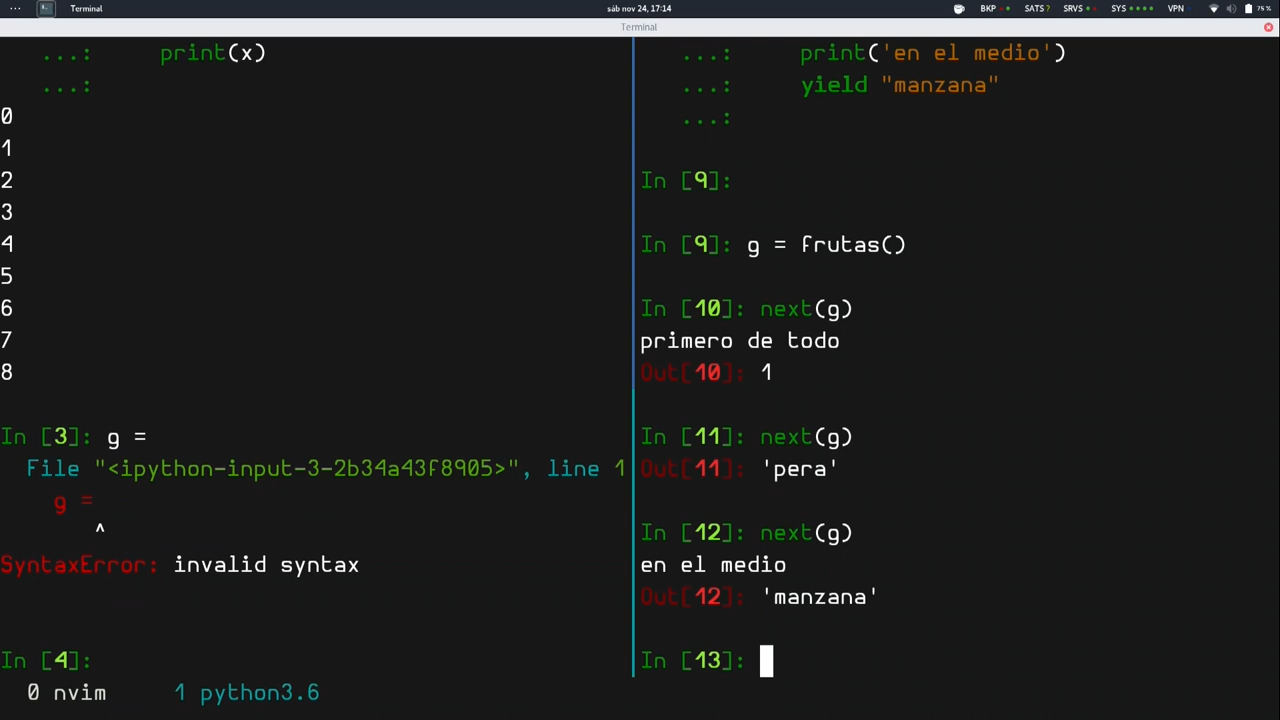 Terminal
sáb nov 24, 17:14
BKP
SATS ?
SRVS
SYS
VPN
75 %
Terminal
...:     print(x)
...:
0
1
2
3
4
5
6
7
8
In [3]: g =
File "<ipython-input-3-2b34a43f8905>", line 1
g =
^
SyntaxError: invalid syntax
In [4]:
0 nvim     1 python3.6
...:     print('en el medio')
...:     yield "manzana"
...:
In [9]:
In [9]: g = frutas()
In [10]: next(g)
primero de todo
Out[10]: 1
In [11]: next(g)
Out[11]: 'pera'
In [12]: next(g)
en el medio
Out[12]: 'manzana'
In [13]: